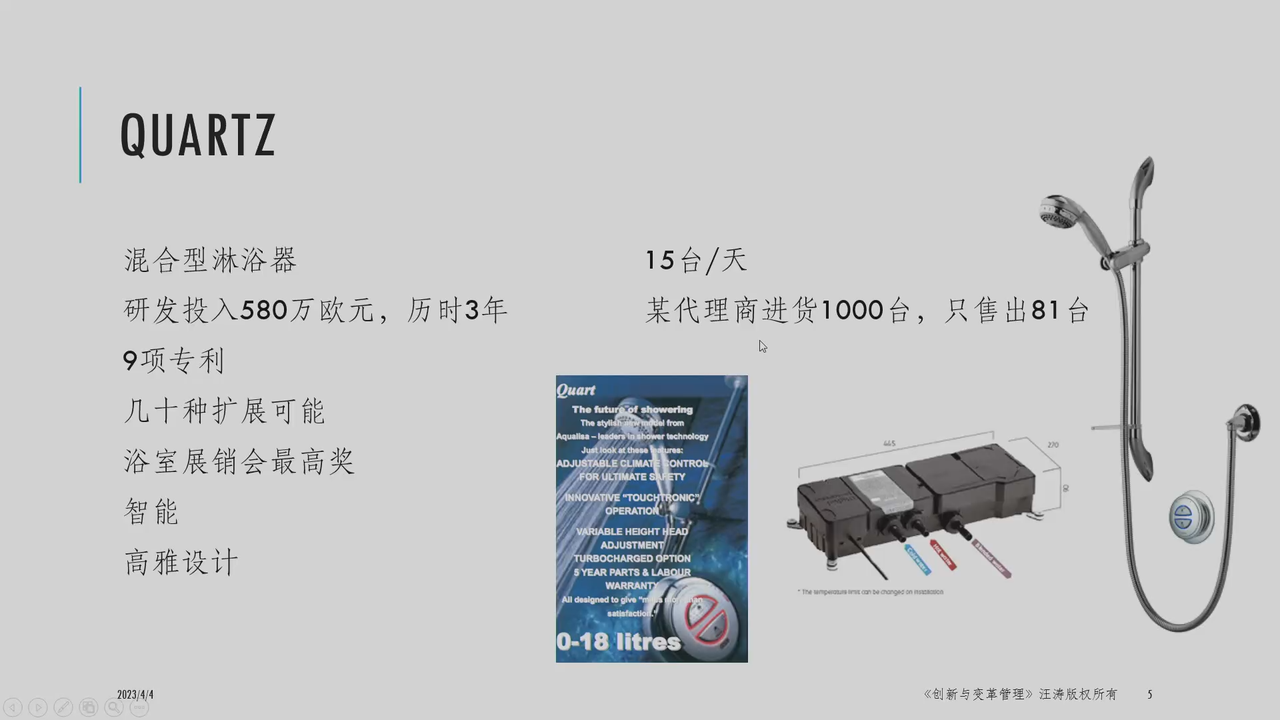 QUARTZ
混合型淋浴器
研发投入580万欧元，历时3年
9项专利
几十种扩展可能
浴室展销会最高奖
智能
高雅设计
15台/天
某代理商进货1000台，只售出81台
Quart
The future of showering
The stylish new model from
Aqualisa – leaders in shower technology
Just look at these features:
ADJUSTABLE CLIMATE CONTROL
FOR ULTIMATE SAFETY
INNOVATIVE "TOUCHTRONIC",
OPERATION
VARIABLE HEIGHT HEAD
ADJUSTMENT
TURBOCHARGED OPTION
5 YEAR PARTS & LABOUR
WARRANTY
All designed to give "
satisfaction."
0-18 litres
445
270
90
* The temperature limit can be changed on installation
2023/4/4
《创新与变革管理》汪涛版权所有
5